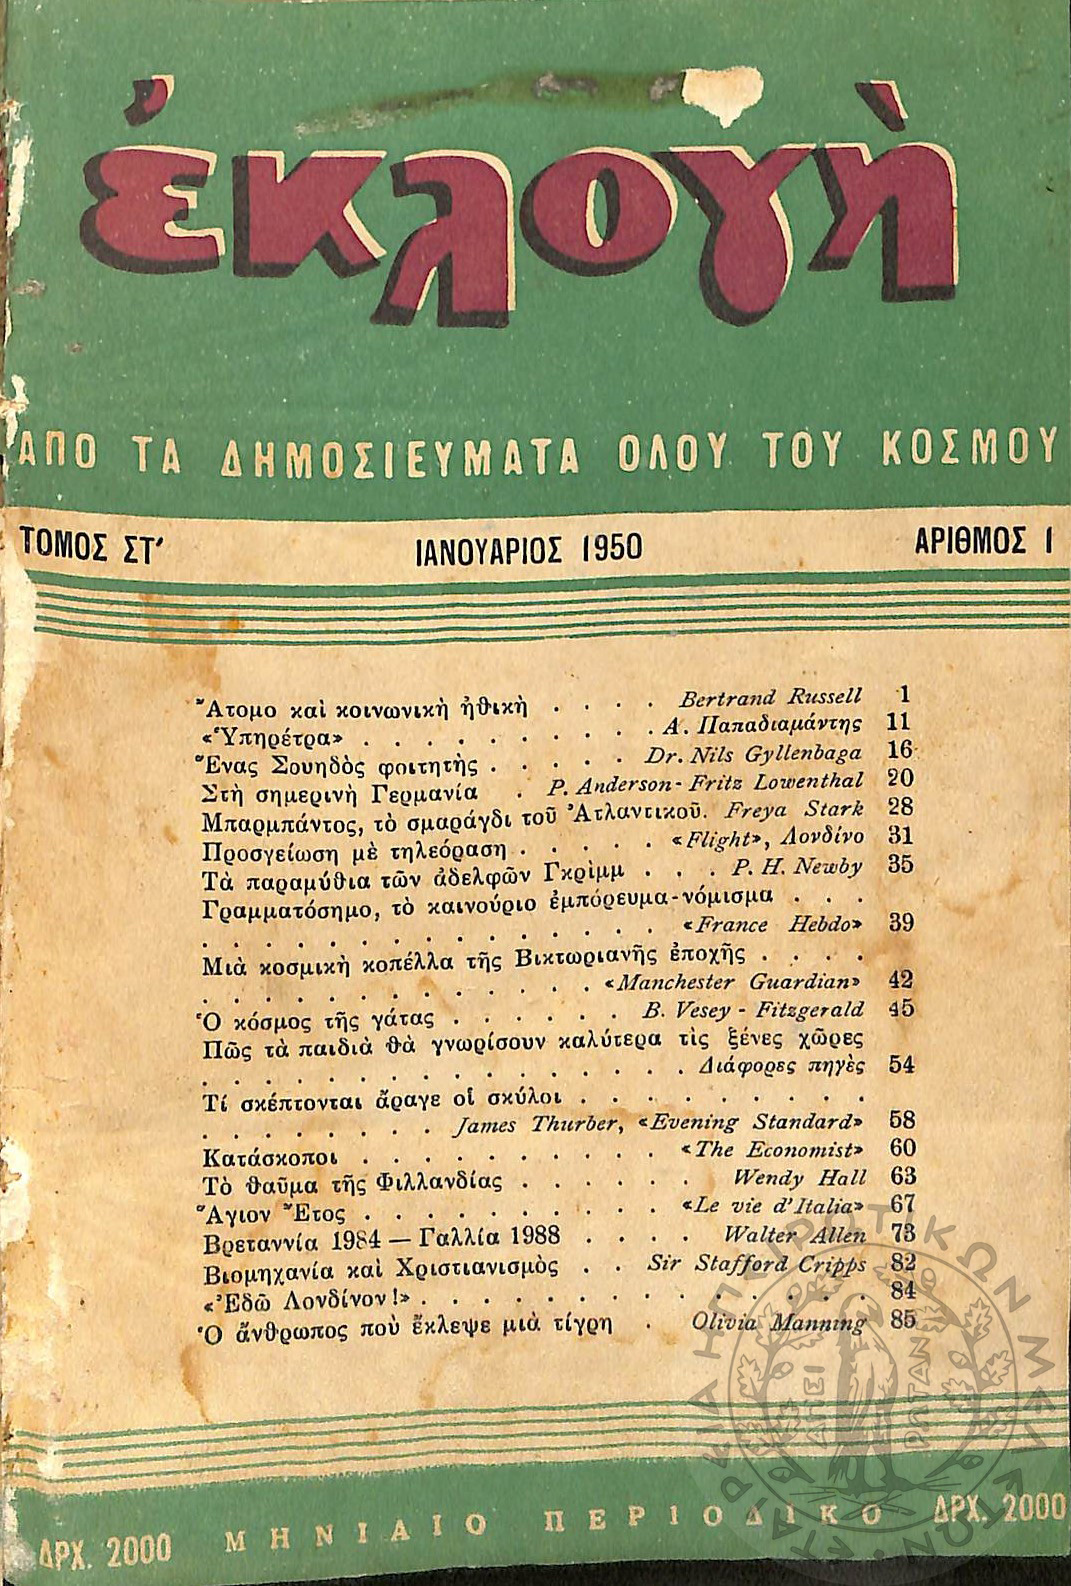 ἐκλογὴ
ΑΠΟ ΤΑ ΔΗΜΟΣΙΕΥΜΑΤΑ ΟΛΟΥ ΤΟΥ ΚΟΣΜΟΥ
ΤΟΜΟΣ ΣΤ' ΙΑΝΟΥΑΡΙΟΣ 1950 ΑΡΙΘΜΟΣ 1
Ἄτομο καὶ κοινωνικὴ ἠθικὴ . . . . Bertrand Russell 1
«Ὑπηρέτρα» . . . . . . . . . . . Α. Παπαδιαμάντης 11
Ἕνας Σουηδὸς φοιτητὴς . . . . . Dr. Nils Gyllenbaga 16
Στὴ σημερινὴ Γερμανία . P. Anderson - Fritz Lowenthal 20
Μπαρμπάντος, τὸ σμαράγδι τοῦ Ἀτλαντικοῦ. Freya Stark 28
Προσγείωση μὲ τηλεόραση . . . . . «Flight», Λονδίνο 31
Τὰ παραμύθια τῶν ἀδελφῶν Γκρὶμμ . . . P. H. Newby 35
Γραμματόσημο, τὸ καινούριο ἐμπόρευμα-νόμισμα . . .
. . . . . . . . . . . . . . . . . . «France Hebdo» 39
Μιὰ κοσμικὴ κοπέλλα τῆς Βικτωριανῆς ἐποχῆς . . . .
. . . . . . . . . . . . . . . «Manchester Guardian» 42
Ὁ κόσμος τῆς γάτας . . . . . . B. Vesey - Fitzgerald 45
Πῶς τὰ παιδιὰ θὰ γνωρίσουν καλύτερα τὶς ξένες χῶρες
. . . . . . . . . . . . . . . . . . Διάφορες πηγὲς 54
Τί σκέπτονται ἄραγε οἱ σκύλοι . . . . . . . . . .
. . . . . . . . James Thurber, «Evening Standard» 58
Κατάσκοποι . . . . . . . . . . . «The Economist» 60
Τὸ θαῦμα τῆς Φιλλανδίας . . . . . . Wendy Hall 63
Ἅγιον Ἔτος . . . . . . . . . . . «Le vie d'Italia» 67
Βρεταννία 1984 — Γαλλία 1988 . . . . Walter Allen 73
Βιομηχανία καὶ Χριστιανισμὸς . . Sir Stafford Cripps 82
«Ἐδῶ Λονδίνον!» . . . . . . . . . . . . . . . . 84
Ὁ ἄνθρωπος ποὺ ἔκλεψε μιὰ τίγρη . Olivia Manning 85
ΔΡΧ. 2000 ΜΗΝΙΑΙΟ ΠΕΡΙΟΔΙΚΟ ΔΡΧ. 2000
ΕΤΑΙΡΕΙΑ ΗΠΕΙΡΩΤΙΚΩΝ ΜΕΛΕΤΩΝ
ΑΠΕΙ ΡΩΤΑΝ